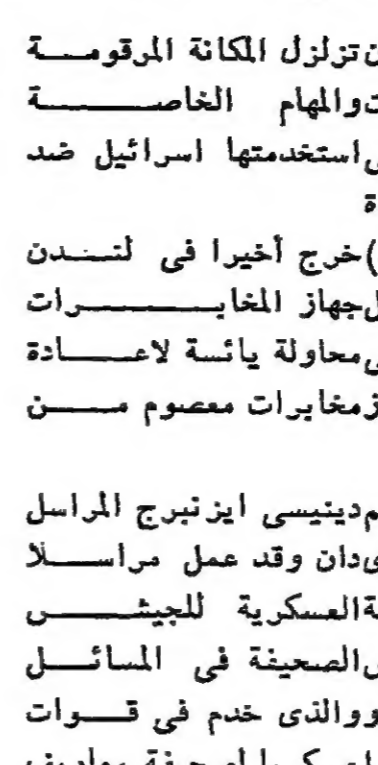 تزلزل المكانة المرقومة
والمهام الخاصة
استخدمتها اسرائيل ضد
ة
) خرج أخيرا فى لتندن
جهاز المخابرات
محاولة يائسة لاعادة
مخابرات معصوم من
دينيسى ايزنبرج المراسل
دان وقد عمل مراسلا
العسكرية للجيش
الصحيفة فى المسائل
والذى خدم فى قوات